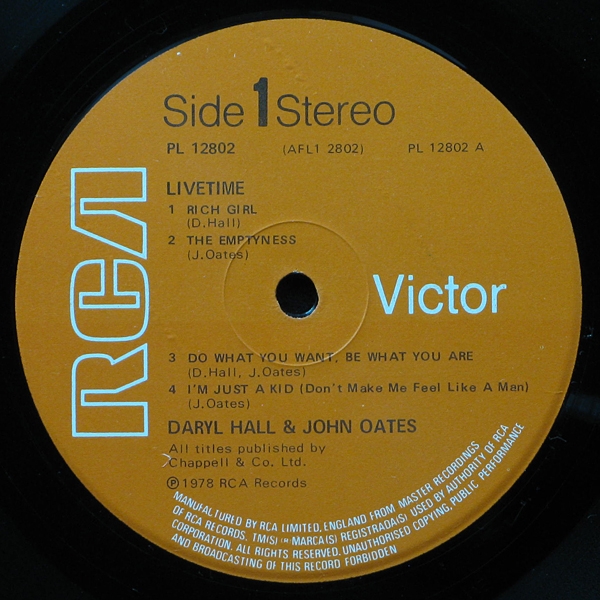 Side 1 Stereo
PL 12802 (AFL1 2802) PL 12802 A
LIVETIME
1 RICH GIRL
(D.Hall)
2 THE EMPTYNESS
(J.Oates)
RCA
Victor
3 DO WHAT YOU WANT, BE WHAT YOU ARE
(D.Hall, J.Oates)
4 I'M JUST A KID (Don't Make Me Feel Like A Man)
(J.Oates)
DARYL HALL & JOHN OATES
All titles published by
Chappell & Co. Ltd.
℗1978 RCA Records
MANUFACTURED BY RCA LIMITED, ENGLAND FROM MASTER RECORDINGS
OF RCA RECORDS, TM(S) ™ MARCA(S) REGISTRADA(S) USED BY AUTHORITY OF RCA
CORPORATION. ALL RIGHTS RESERVED. UNAUTHORISED COPYING, PUBLIC PERFORMANCE
AND BROADCASTING OF THIS RECORD FORBIDDEN